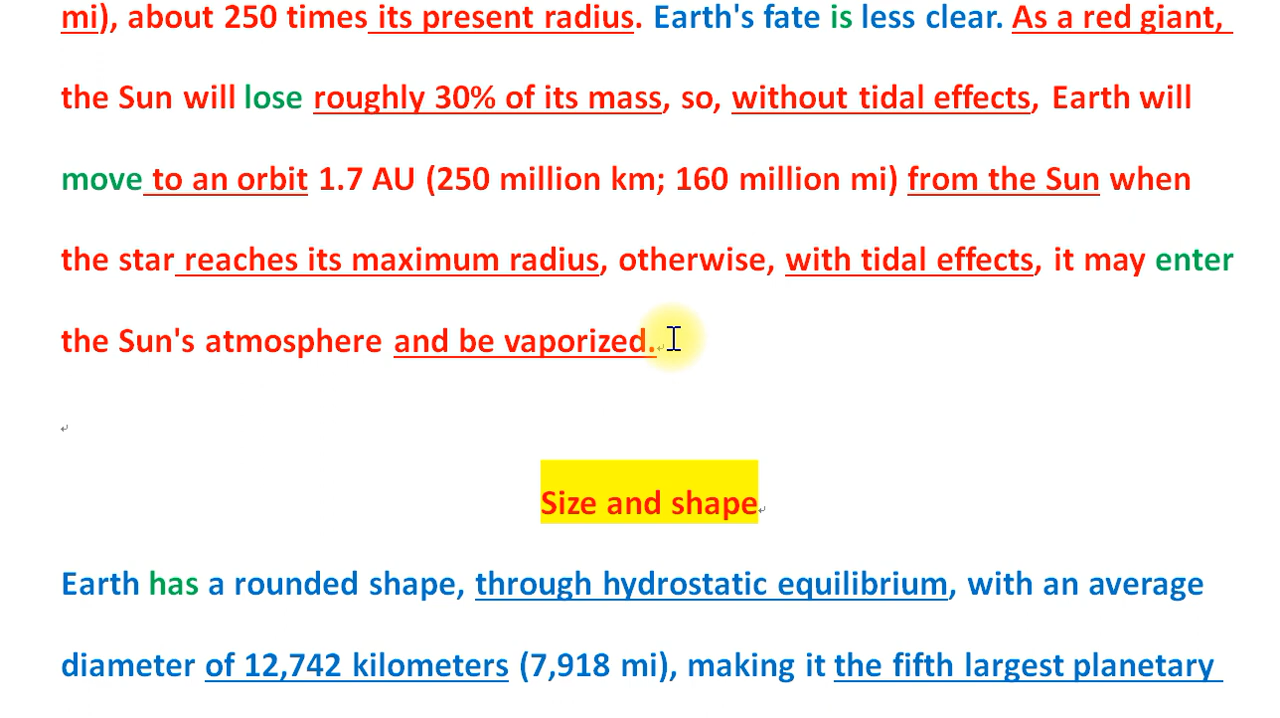 mi), about 250 times its present radius. Earth's fate is less clear. As a red giant,
the Sun will lose roughly 30% of its mass, so, without tidal effects, Earth will
move to an orbit 1.7 AU (250 million km; 160 million mi) from the Sun when
the star reaches its maximum radius, otherwise, with tidal effects, it may enter
the Sun's atmosphere and be vaporized.
Size and shape
Earth has a rounded shape, through hydrostatic equilibrium, with an average
diameter of 12,742 kilometers (7,918 mi), making it the fifth largest planetary